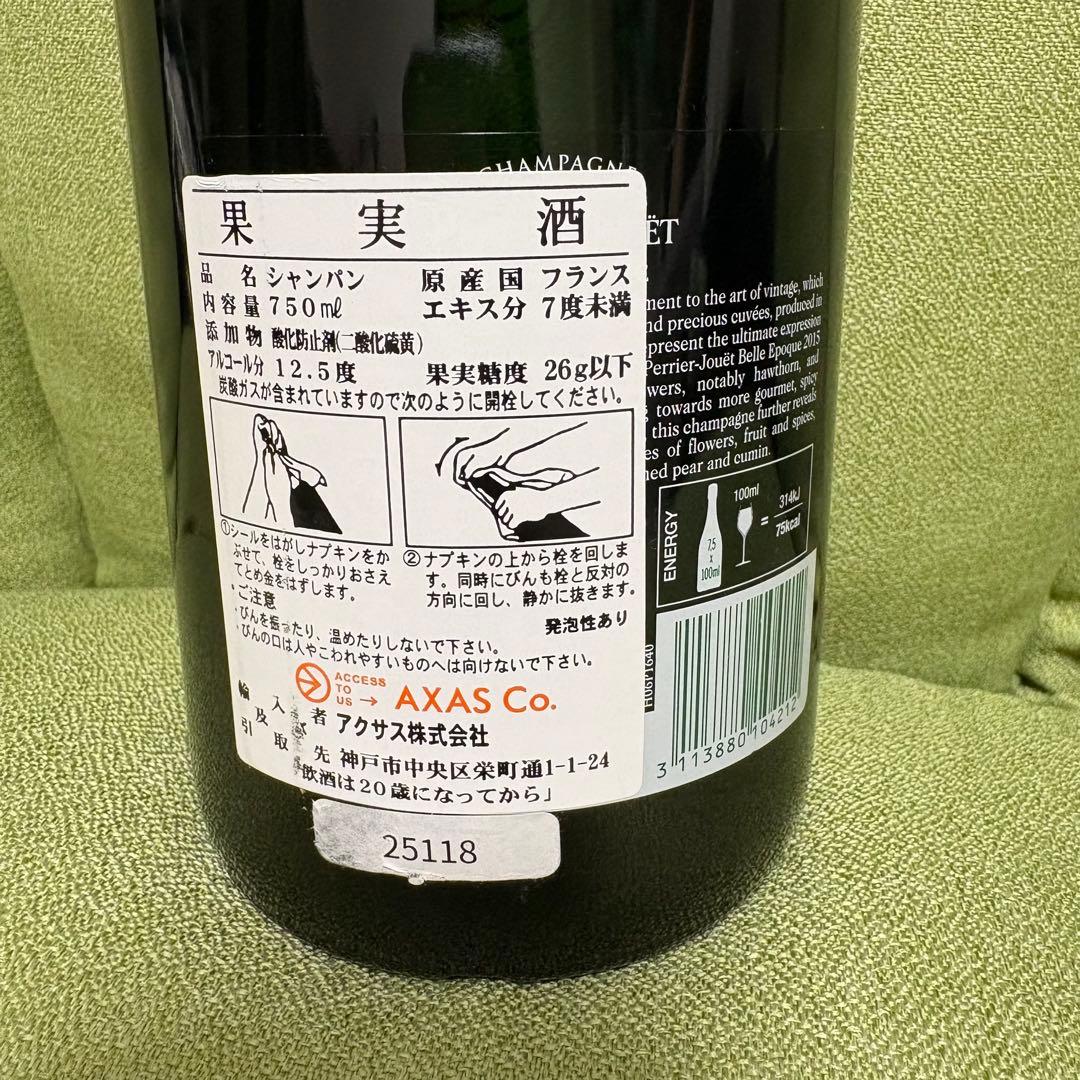 CHAMPAGNE
果実酒
品名 シャンパン 原産国 フランス
内容量 750ml エキス分 7度未満
添加物 酸化防止剤(二酸化硫黄)
アルコール分 12.5度 果実糖度 26g以下
炭酸ガスが含まれていますので次のように開栓してください。
①シールをはがしナプキンをか
ぶせて、栓をしっかりおさえ
てとめ金をはずします。
②ナプキンの上から栓を回しま
す。同時にびんも栓と反対の
方向に回し、静かに抜きます。
・ご注意
発泡性あり
・びんを振ったり、温めたりしないで下さい。
・びんの口は人やこわれやすいものへは向けないで下さい。
ACCESS
TO
US → AXAS Co.
輸入者
及
引取先
アクサス株式会社
神戸市中央区栄町通1-1-24
飲酒は20歳になってから」
25118
ËT
ment to the art of vintage, which
nd precious cuvées, produced in
present the ultimate expression
Perrier-Jouët Belle Epoque 2015
wers, notably hawthorn, and
towards more gourmet, spicy
this champagne further reveals
es of flowers, fruit and spices,
ned pear and cumin.
ENERGY
7,5
x
100ml
100ml
=
314kJ
75kcal
3 113880 104212